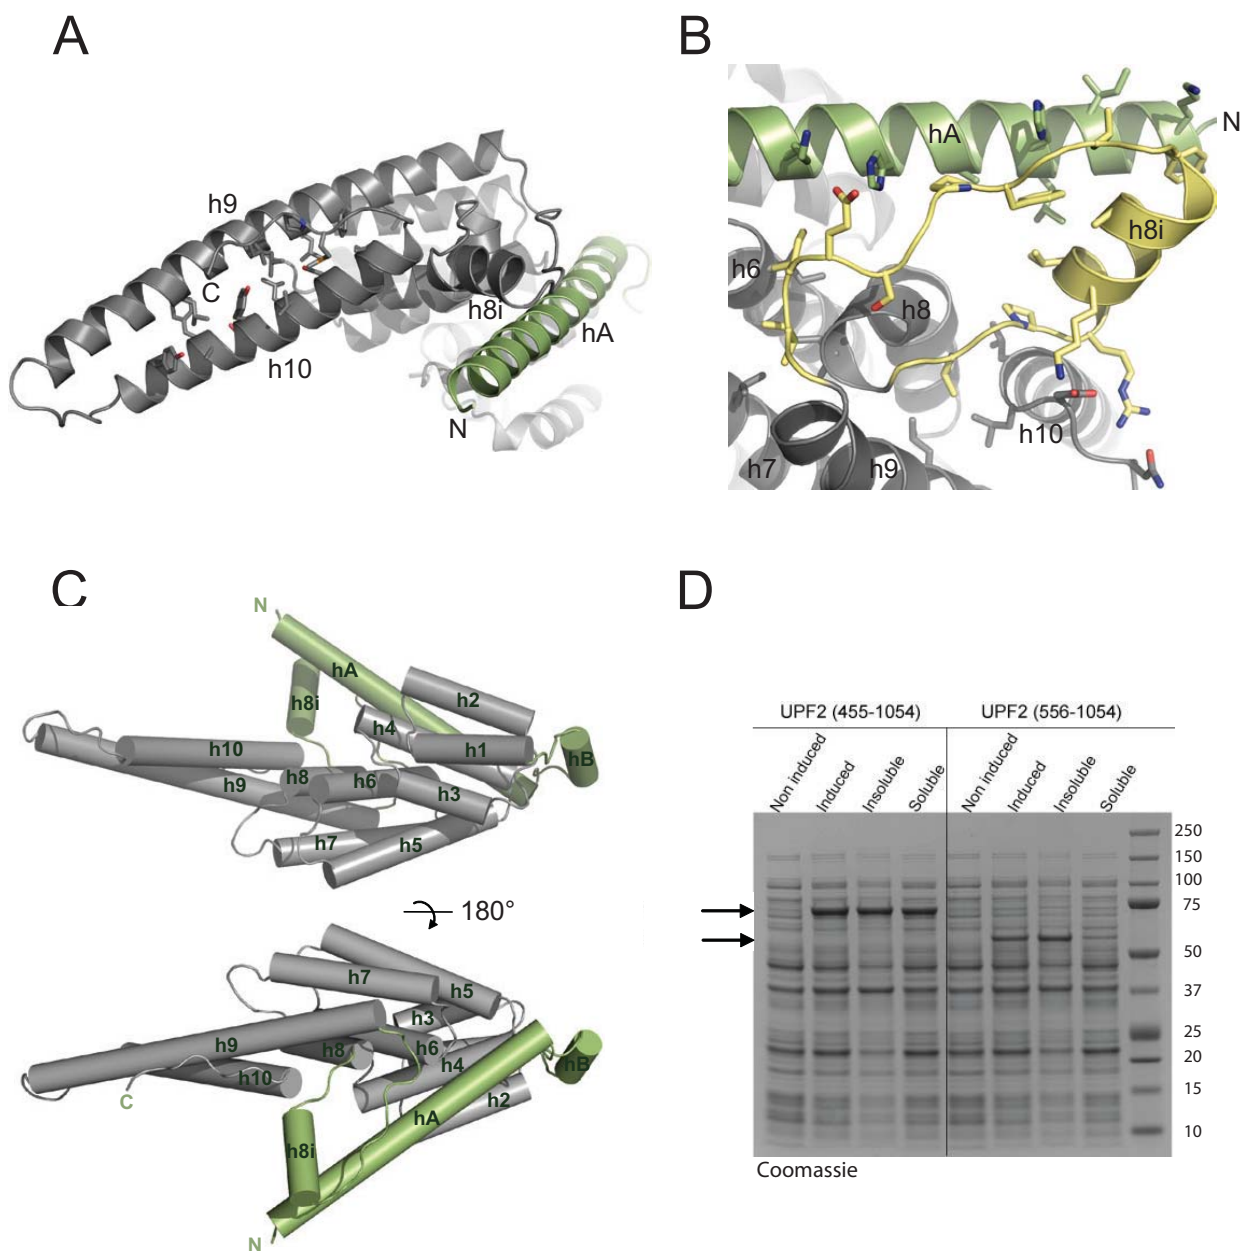 A
h9
C
h8i
hA
h10
N
B
N
hA
h8i
h6
h8
h10
h7
h9
C
N
hA
h2
h8i
h4
h10
h1
hB
h8
h6
h9
h3
h7
h5
180°
h7
h5
h3
h9
h6
h8
h4
hB
h10
C
h2
hA
h8i
N
D
UPF2 (455-1054) UPF2 (556-1054)
Non induced Induced Insoluble Soluble Non induced Induced Insoluble Soluble
250
150
100
75
50
37
25
20
15
10
Coomassie